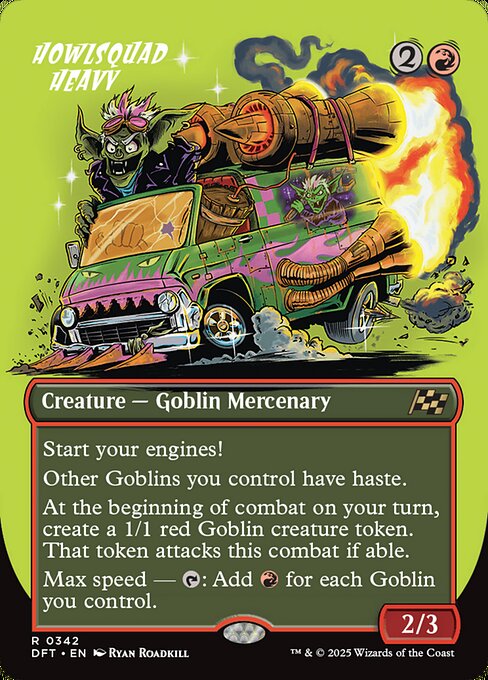 HOWLSQUAD
HEAVY
2
Creature — Goblin Mercenary
Start your engines!
Other Goblins you control have haste.
At the beginning of combat on your turn,
create a 1/1 red Goblin creature token.
That token attacks this combat if able.
Max speed — : Add for each Goblin
you control.
2/3
R 0342
DFT • EN RYAN ROADKILL
™ & © 2025 Wizards of the Coast